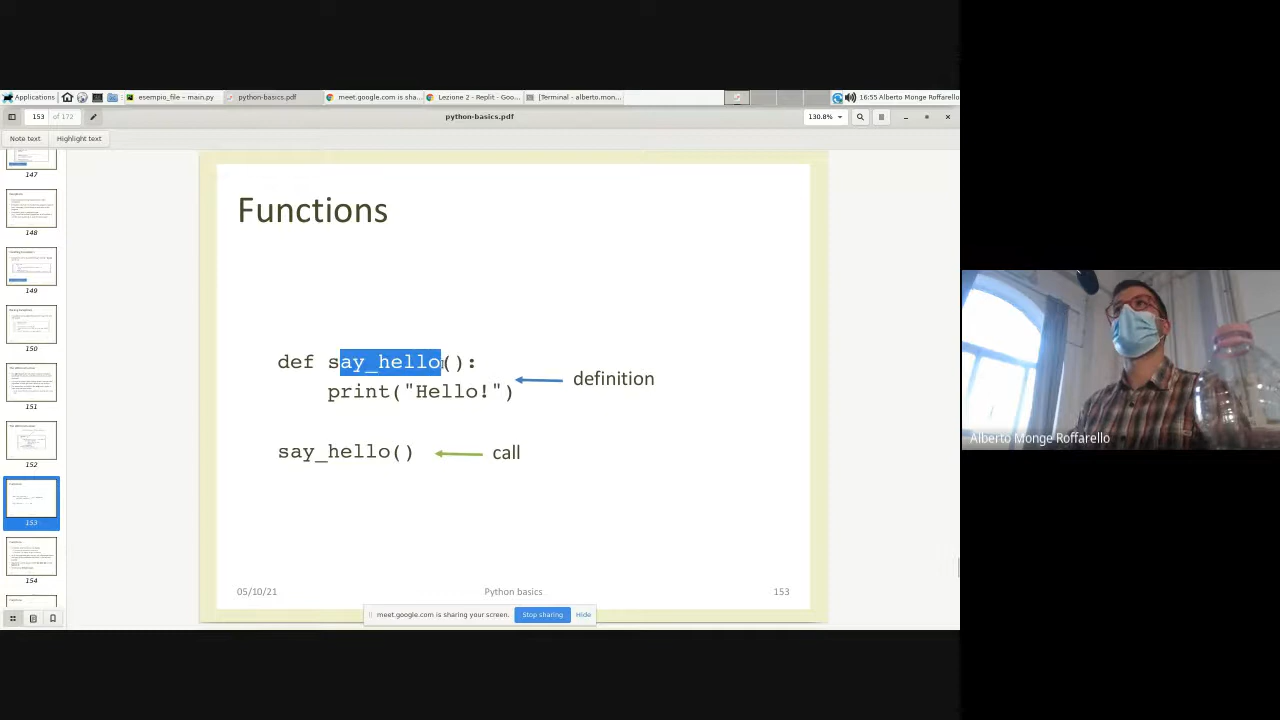 Applications
esempio_file – main.py
python-basics.pdf
meet.google.com is sha...
Lezione 2 - Replit - Goo...
[Terminal - alberto.mon...
16:55 Alberto Monge Roffarello
153 of 172
python-basics.pdf
130.8%
Note text
Highlight text
147
148
149
150
151
152
153
154
Functions
def say_hello():
print("Hello!")
definition
say_hello()
call
05/10/21
Python basics
153
meet.google.com is sharing your screen.
Stop sharing
Hide
Alberto Monge Roffarello